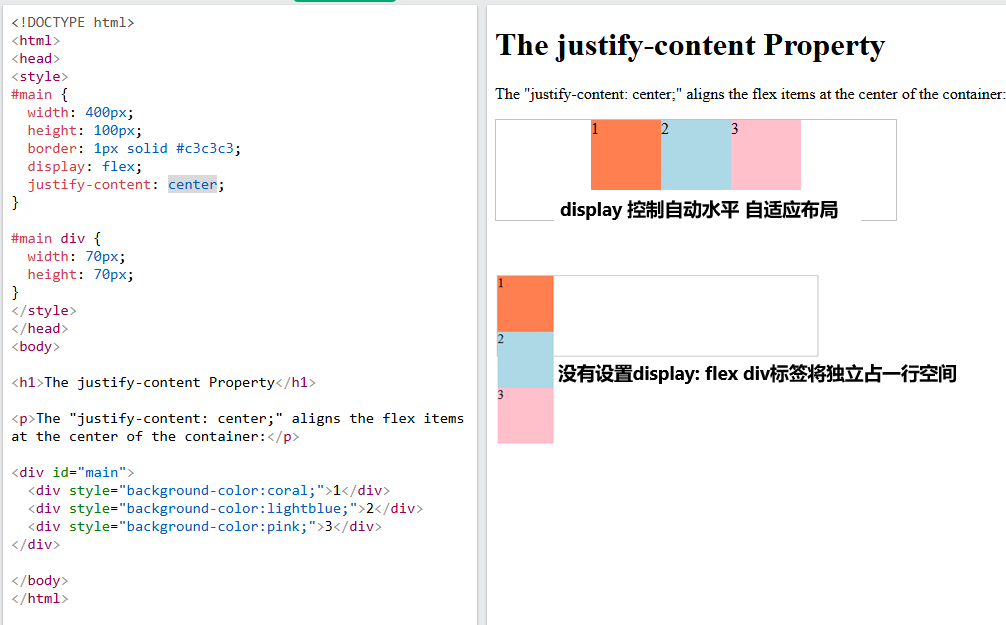 <!DOCTYPE html>
<html>
<head>
<style>
#main {
  width: 400px;
  height: 100px;
  border: 1px solid #c3c3c3;
  display: flex;
  justify-content: center;
}
#main div {
  width: 70px;
  height: 70px;
}
</style>
</head>
<body>
<h1>The justify-content Property</h1>
<p>The "justify-content: center;" aligns the flex items
at the center of the container:</p>
<div id="main">
  <div style="background-color:coral;">1</div>
  <div style="background-color:lightblue;">2</div>
  <div style="background-color:pink;">3</div>
</div>
</body>
</html>
The justify-content Property
The "justify-content: center;" aligns the flex items at the center of the container:
1 2 3
display 控制自动水平 自适应布局
1
2
没有设置display: flex div标签将独立占一行空间
3